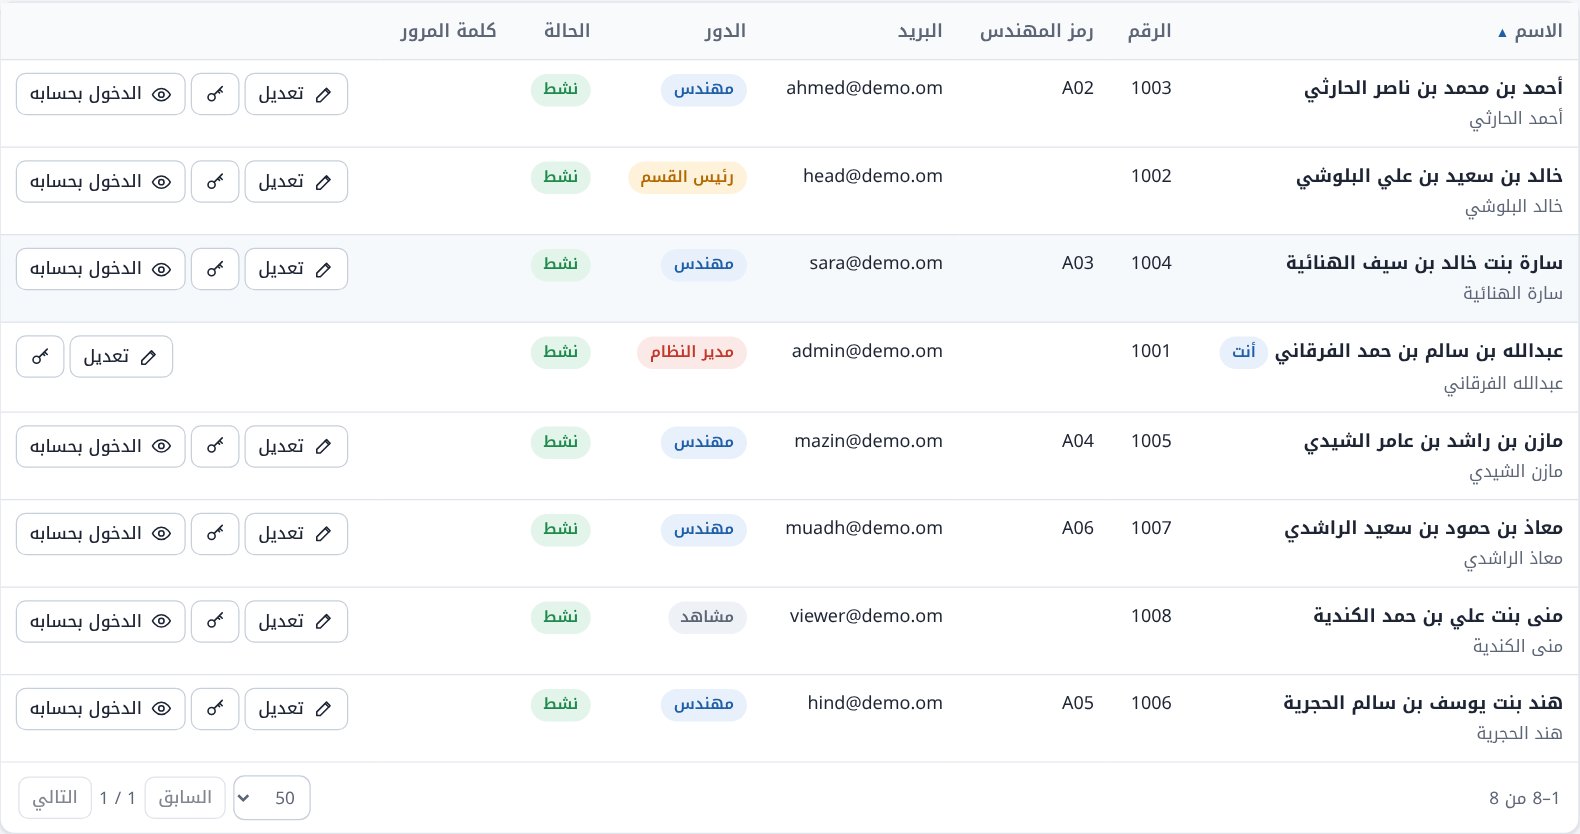 الاسم ▲ الرقم رمز المهندس البريد الدور الحالة كلمة المرور
أحمد بن محمد بن ناصر الحارثي 1003 A02 ahmed@demo.om مهندس نشط تعديل الدخول بحسابه
أحمد الحارثي
خالد بن سعيد بن علي البلوشي 1002 head@demo.om رئيس القسم نشط تعديل الدخول بحسابه
خالد البلوشي
سارة بنت خالد بن سيف الهنائية 1004 A03 sara@demo.om مهندس نشط تعديل الدخول بحسابه
سارة الهنائية
عبدالله بن سالم بن حمد الفرقاني أنت 1001 admin@demo.om مدير النظام نشط تعديل
عبدالله الفرقاني
مازن بن راشد بن عامر الشيدي 1005 A04 mazin@demo.om مهندس نشط تعديل الدخول بحسابه
مازن الشيدي
معاذ بن حمود بن سعيد الراشدي 1007 A06 muadh@demo.om مهندس نشط تعديل الدخول بحسابه
معاذ الراشدي
منى بنت علي بن حمد الكندية 1008 viewer@demo.om مشاهد نشط تعديل الدخول بحسابه
منى الكندية
هند بنت يوسف بن سالم الحجرية 1006 A05 hind@demo.om مهندس نشط تعديل الدخول بحسابه
هند الحجرية
1–8 من 8 50 السابق 1 / 1 التالي